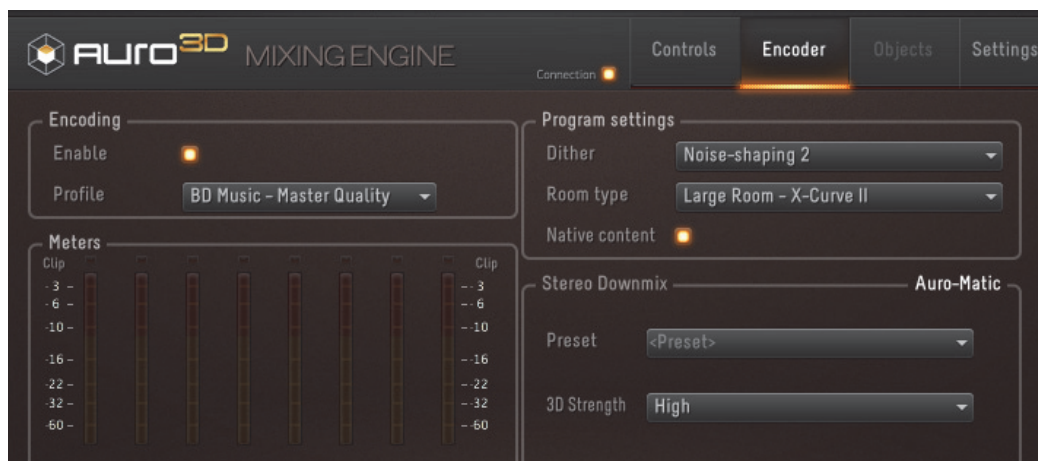 AURO 3D MIXING ENGINE
Connection
Controls Encoder Objects Settings
Encoding
Enable
Profile BD Music - Master Quality
Meters
Clip Clip
- 3 - - - 3
- 6 - - - 6
-10 - - -10
-16 - - -16
-22 - - -22
-32 - - -32
-60 - - -60
Program settings
Dither Noise-shaping 2
Room type Large Room - X-Curve II
Native content
Stereo Downmix Auro-Matic
Preset <Preset>
3D Strength High